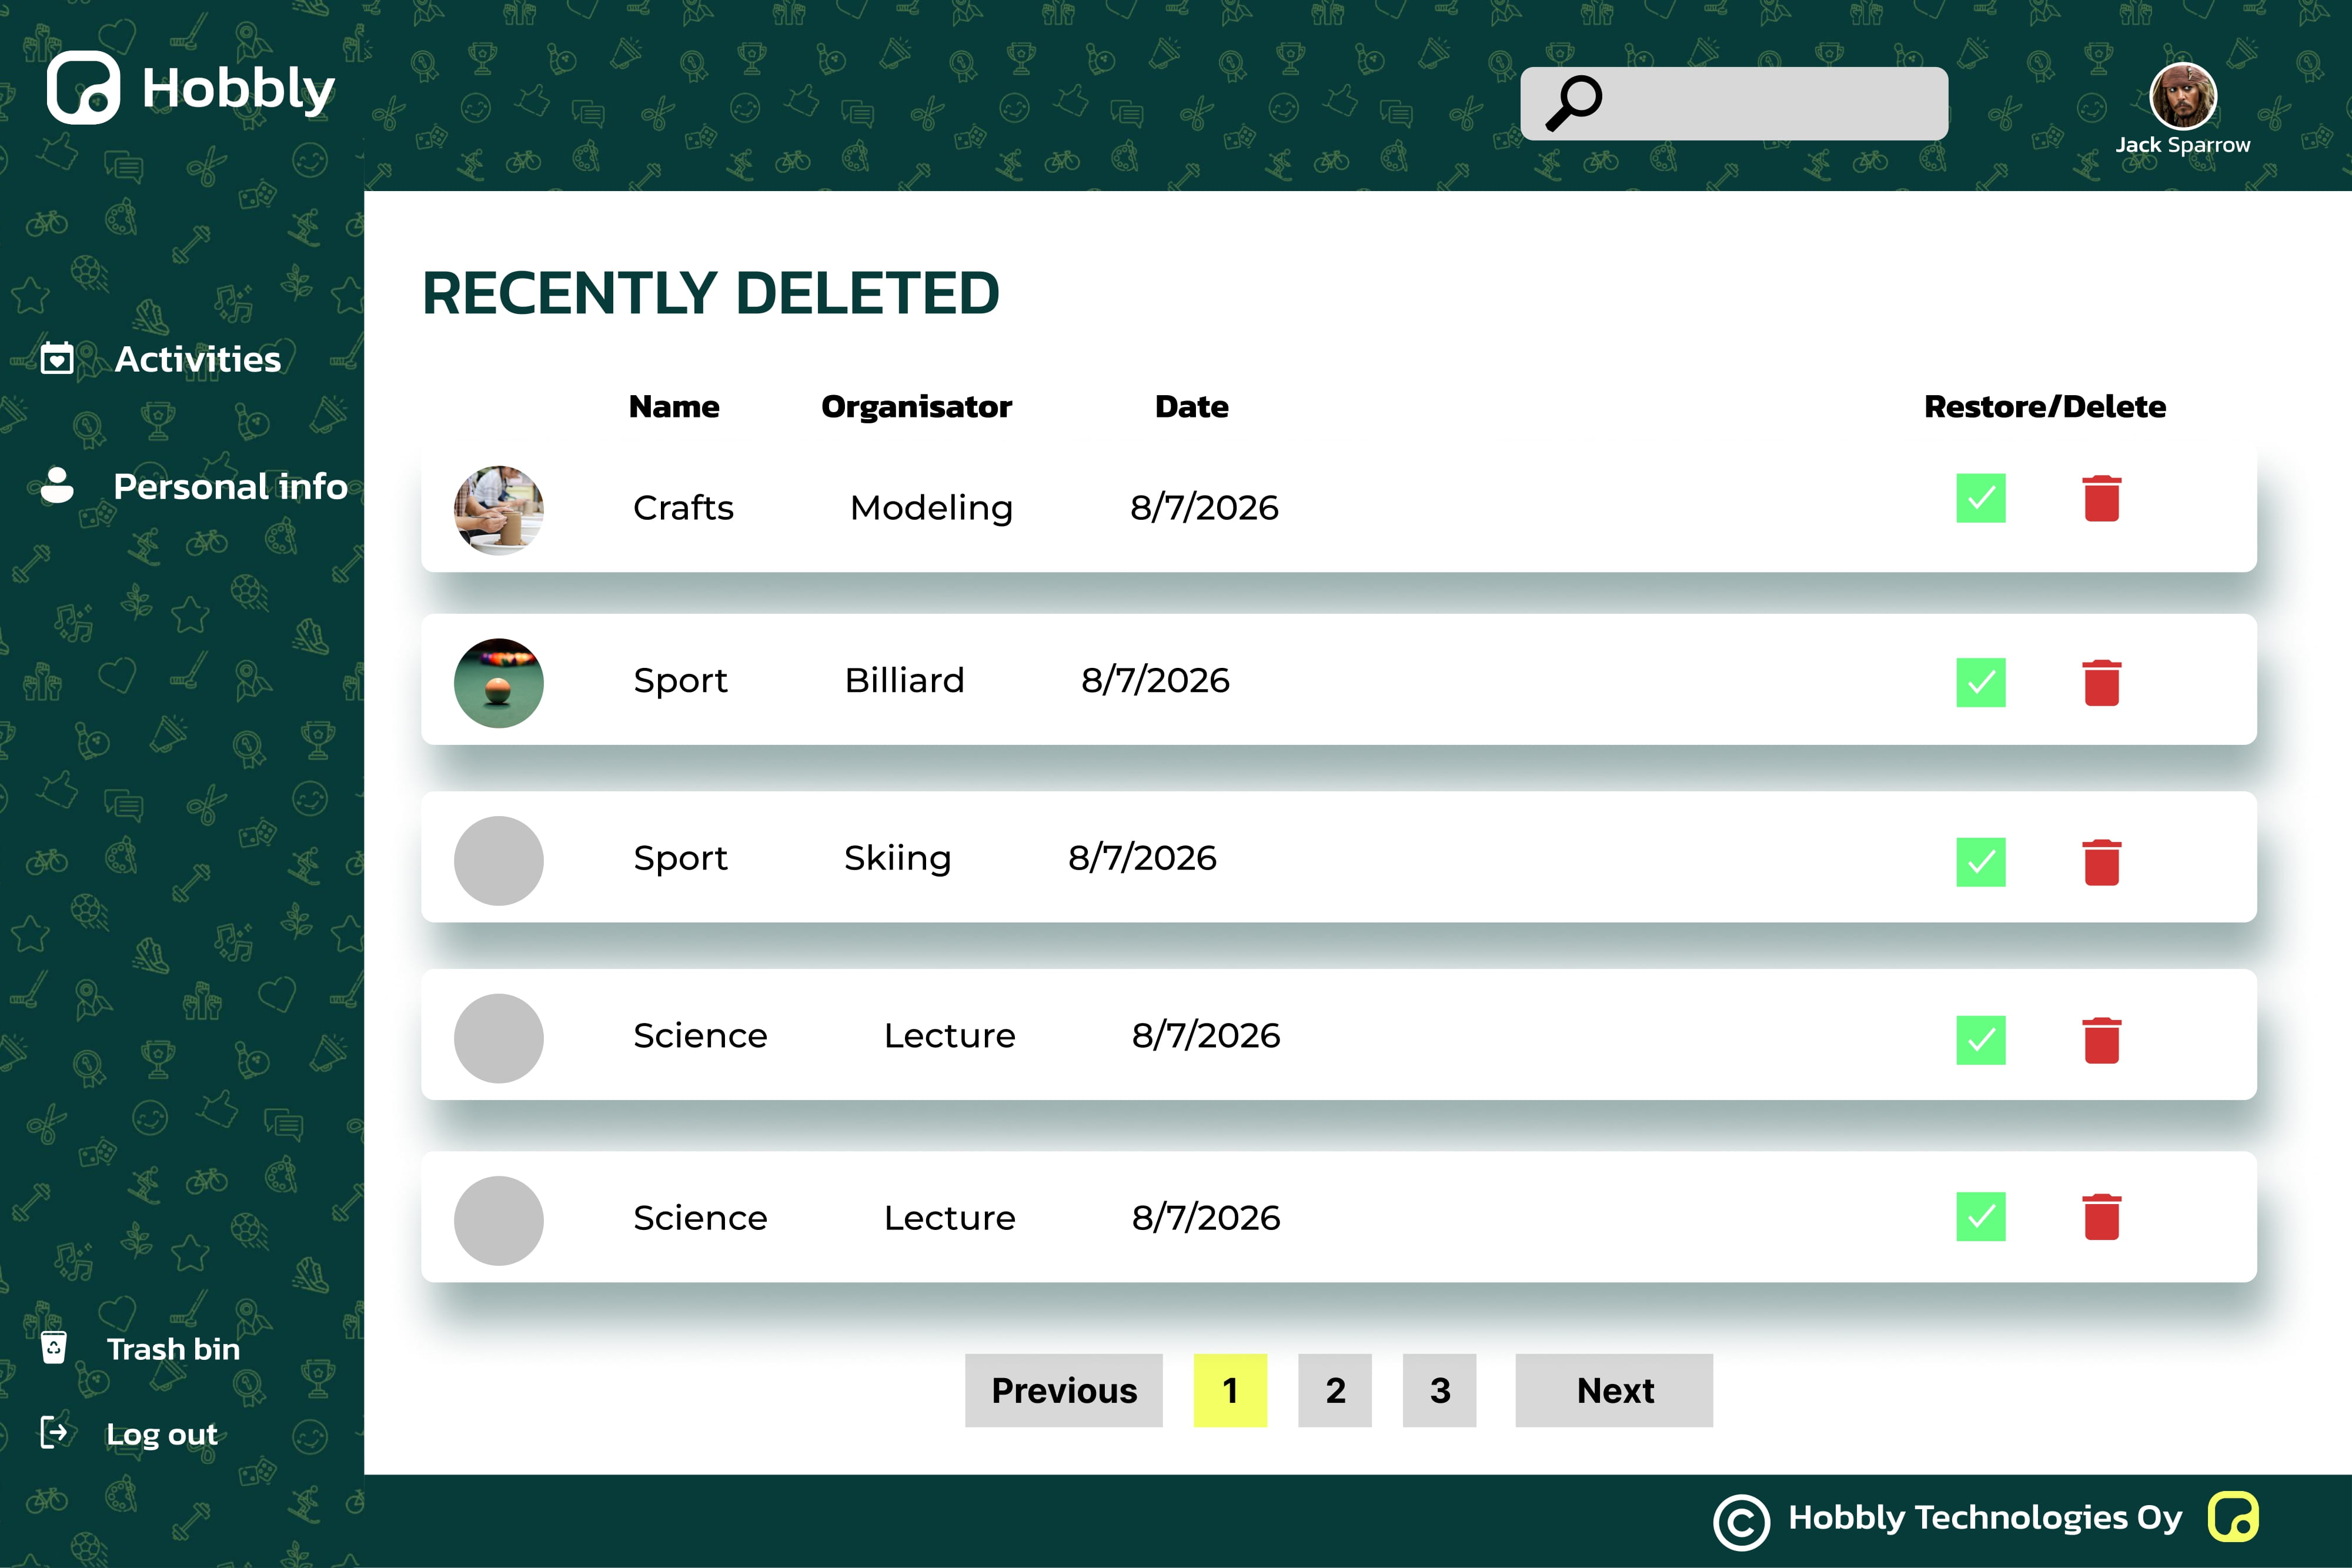 Hobbly
Jack Sparrow
Activities
Personal info
Trash bin
Log out
RECENTLY DELETED
Name Organisator Date Restore/Delete
Crafts Modeling 8/7/2026
Sport Billiard 8/7/2026
Sport Skiing 8/7/2026
Science Lecture 8/7/2026
Science Lecture 8/7/2026
Previous 1 2 3 Next
© Hobbly Technologies Oy